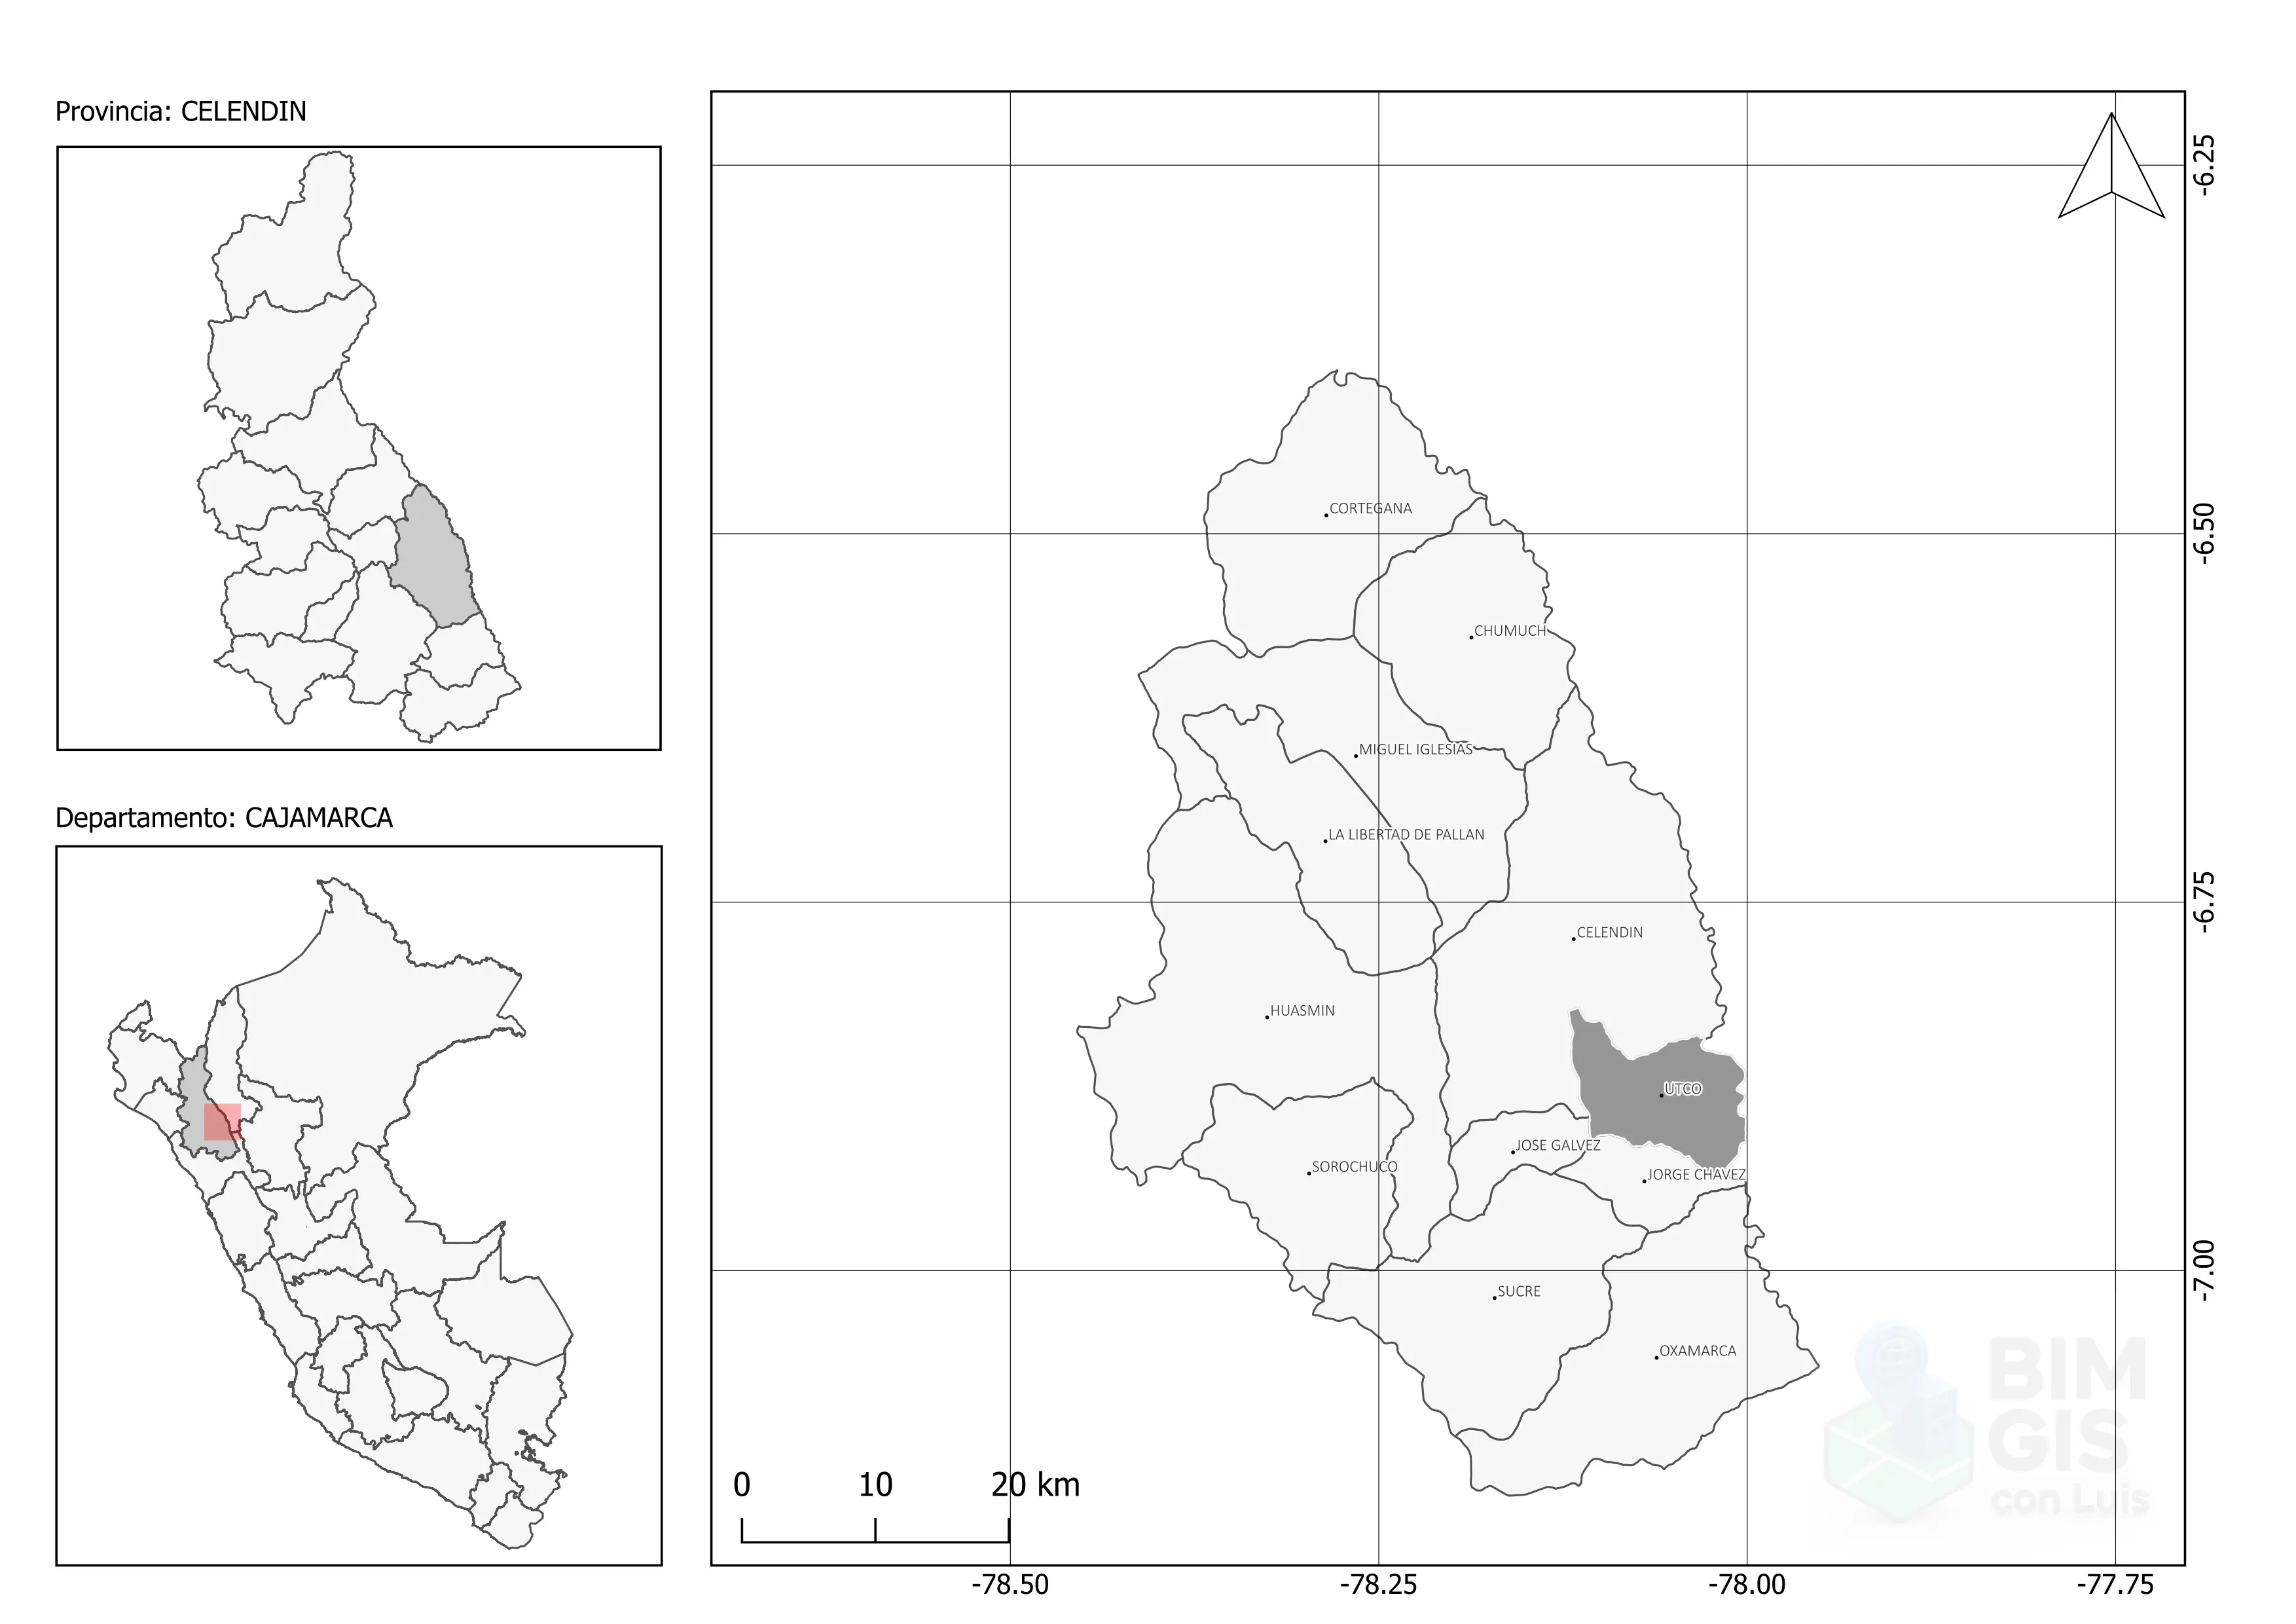 Provincia: CELENDIN
Departamento: CAJAMARCA
-6.25
-6.50
-6.75
-7.00
CORTEGANA
CHUMUCH
MIGUEL IGLESIAS
LA LIBERTAD DE PALLAN
CELENDIN
HUASMIN
UTCO
JOSE GALVEZ
SOROCHUCO
JORGE CHAVEZ
SUCRE
OXAMARCA
BIM
GIS
con Luis
0 10 20 km
-78.50 -78.25 -78.00 -77.75